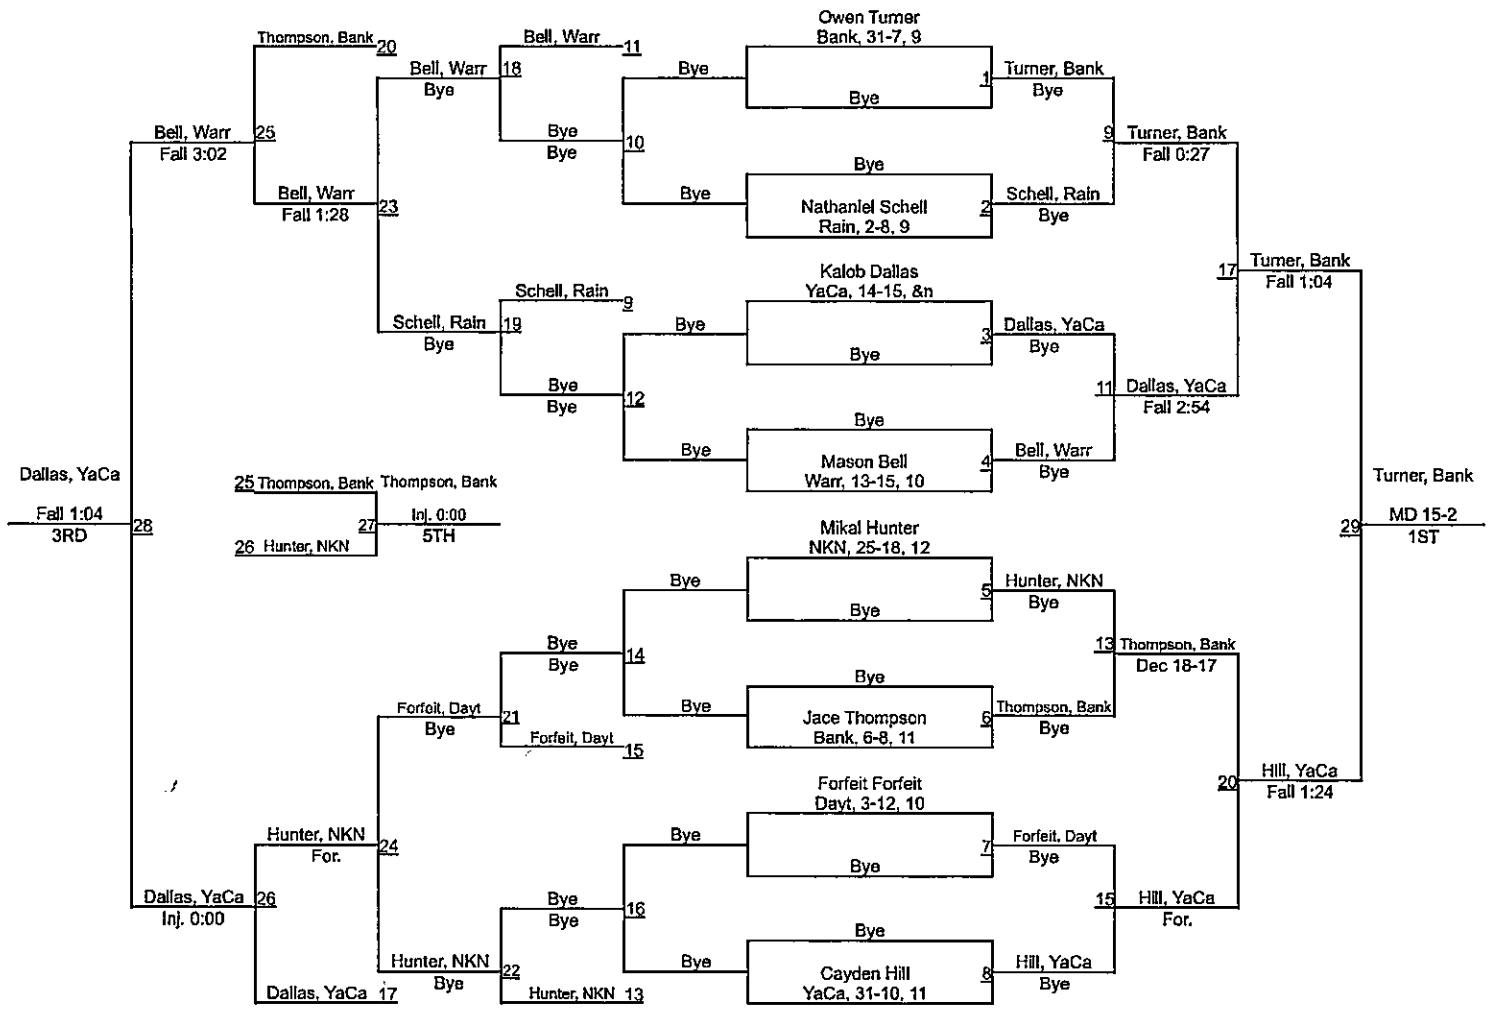 Owen Turner
Thompson, Bank 20
Bell, Warr 11
Bank, 31-7, 9
Bell, Warr 18
Bye
Turner, Bank
1
Bye
Bye
Bye
Bell, Warr 25
Bye
10
9 Turner, Bank
Fall 3:02
Bye
Fall 0:27
Bye
Bell, Warr
Bye
Schell, Rain
Fall 1:28
23
Nathaniel Schell
2
Bye
Rain, 2-8, 9
Kalob Dallas
17 Turner, Bank
Schell, Rain 9
YaCa, 14-15, &n
Fall 1:04
Schell, Rain 19
Bye
Dallas, YaCa
3
Bye
Bye
Bye
Bye
12
11 Dallas, YaCa
Bye
Fall 2:54
Bye
Bye
Bell, Warr
Mason Bell
4
Bye
Warr, 13-15, 10
Dallas, YaCa
25 Thompson, Bank
Thompson, Bank
Turner, Bank
Fall 1:04
28
27
Inj. 0:00
29
MD 15-2
3RD
5TH
1ST
26 Hunter, NKN
Mikal Hunter
NKN, 25-18, 12
Bye
Hunter, NKN
5
Bye
Bye
Bye
14
13 Thompson, Bank
Bye
Dec 18-17
Bye
Forfeit, Dayt 21
Bye
Thompson, Bank
Bye
Jace Thompson
6
Bye
Forfeit, Dayt 15
Bank, 6-8, 11
Forfeit Forfeit
20 Hill, YaCa
Dayt, 3-12, 10
Fall 1:24
Hunter, NKN 24
Bye
Forfeit, Dayt
For.
7
Bye
Bye
Dallas, YaCa 26
Bye
16
15 Hill, YaCa
Inj. 0:00
Bye
For.
Bye
Hunter, NKN 22
Bye
Hill, YaCa
Bye
Cayden Hill
8
Bye
Dallas, YaCa 17
Hunter, NKN 13
YaCa, 31-10, 11